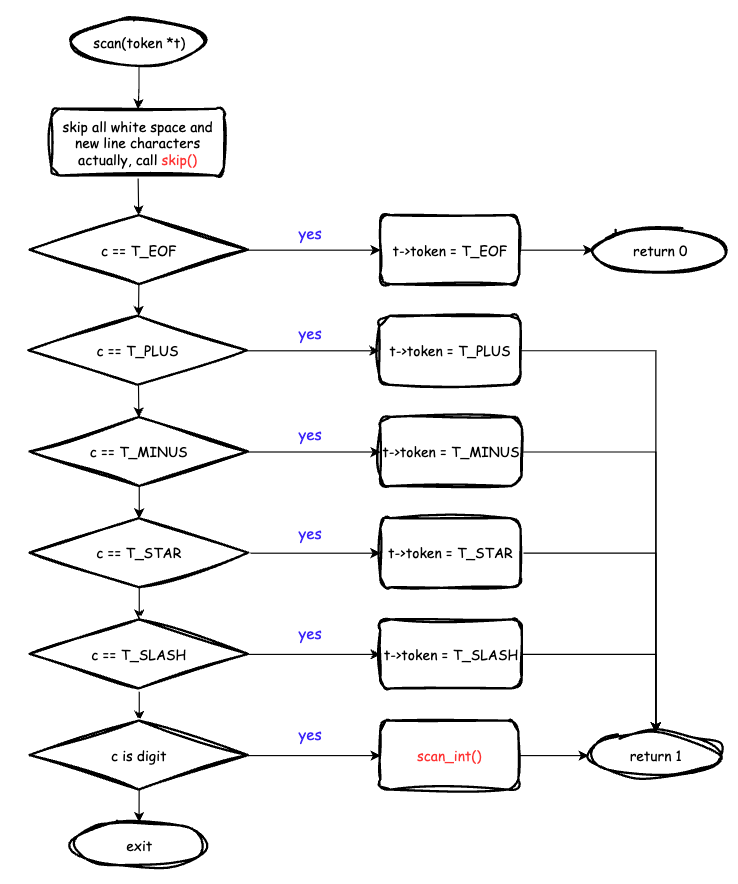 scan(token *t)
skip all white space and
new line characters
actually, call skip()
c == T_EOF
yes
t->token = T_EOF
return 0
c == T_PLUS
yes
t->token = T_PLUS
c == T_MINUS
yes
t->token = T_MINUS
c == T_STAR
yes
t->token = T_STAR
c == T_SLASH
yes
t->token = T_SLASH
c is digit
yes
scan_int()
return 1
exit